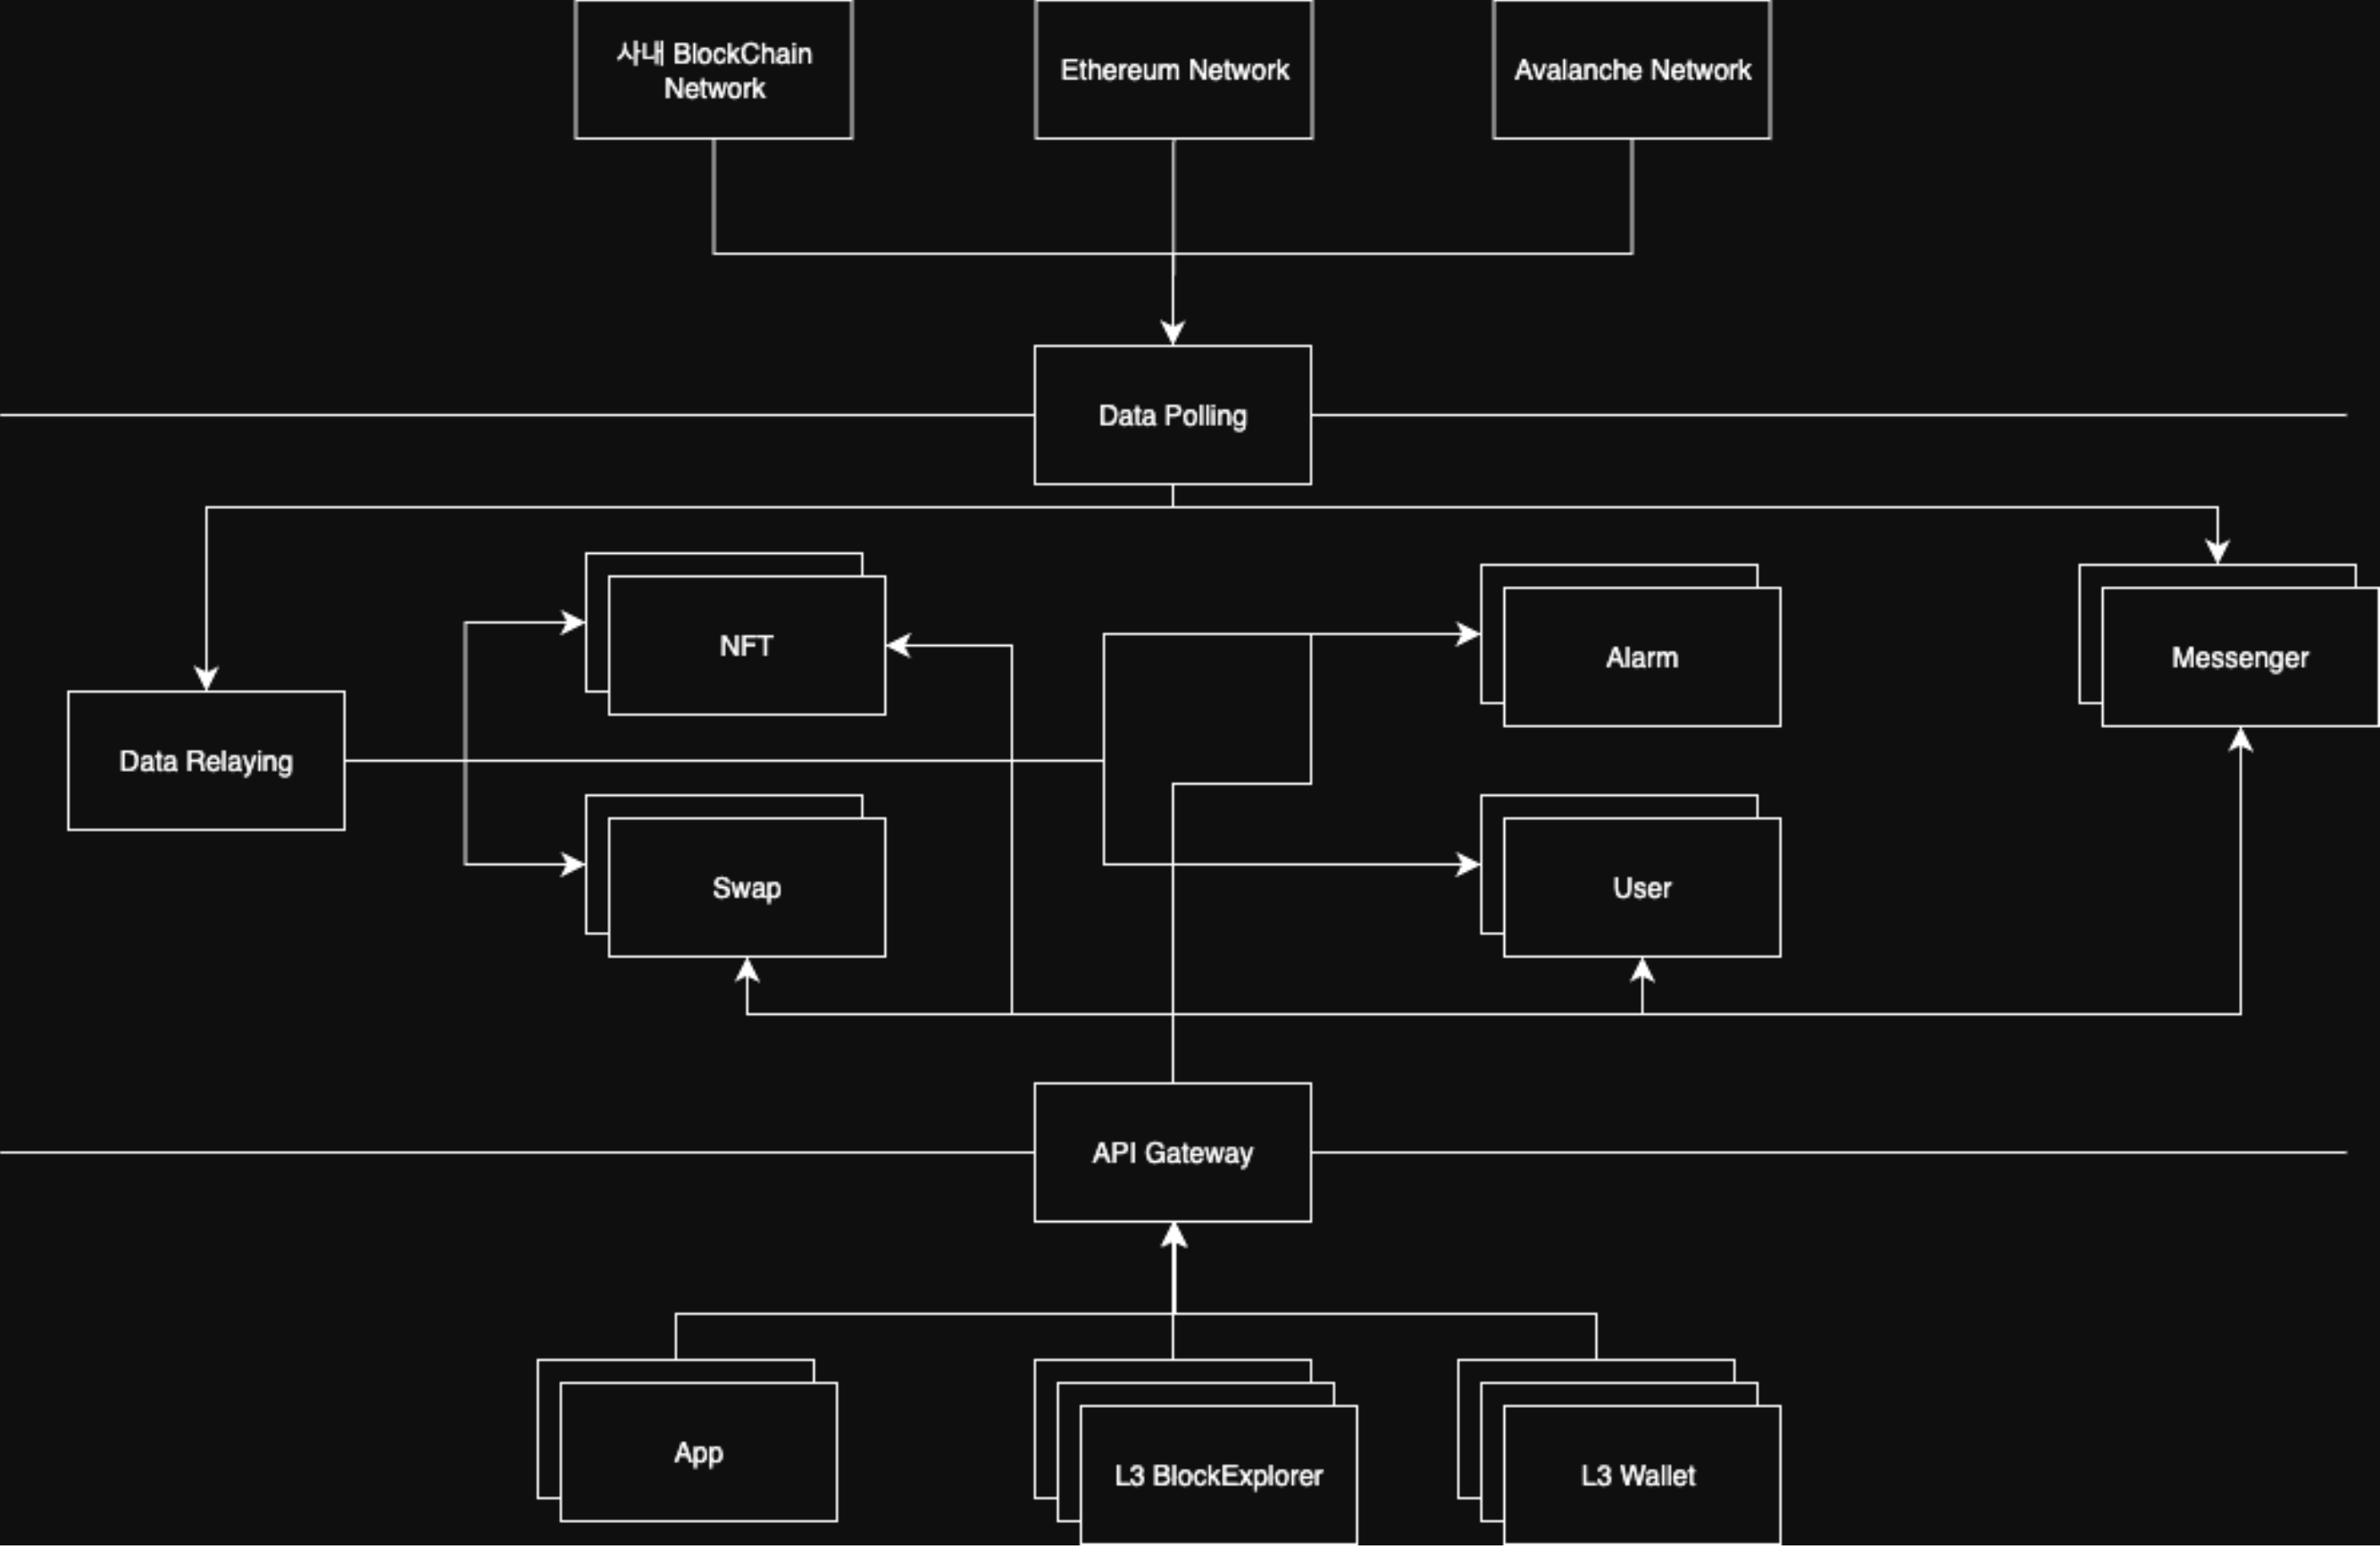 사내 BlockChain
Network
Ethereum Network
Avalanche Network
Data Polling
NFT
Alarm
Messenger
Data Relaying
Swap
User
API Gateway
App
L3 BlockExplorer
L3 Wallet